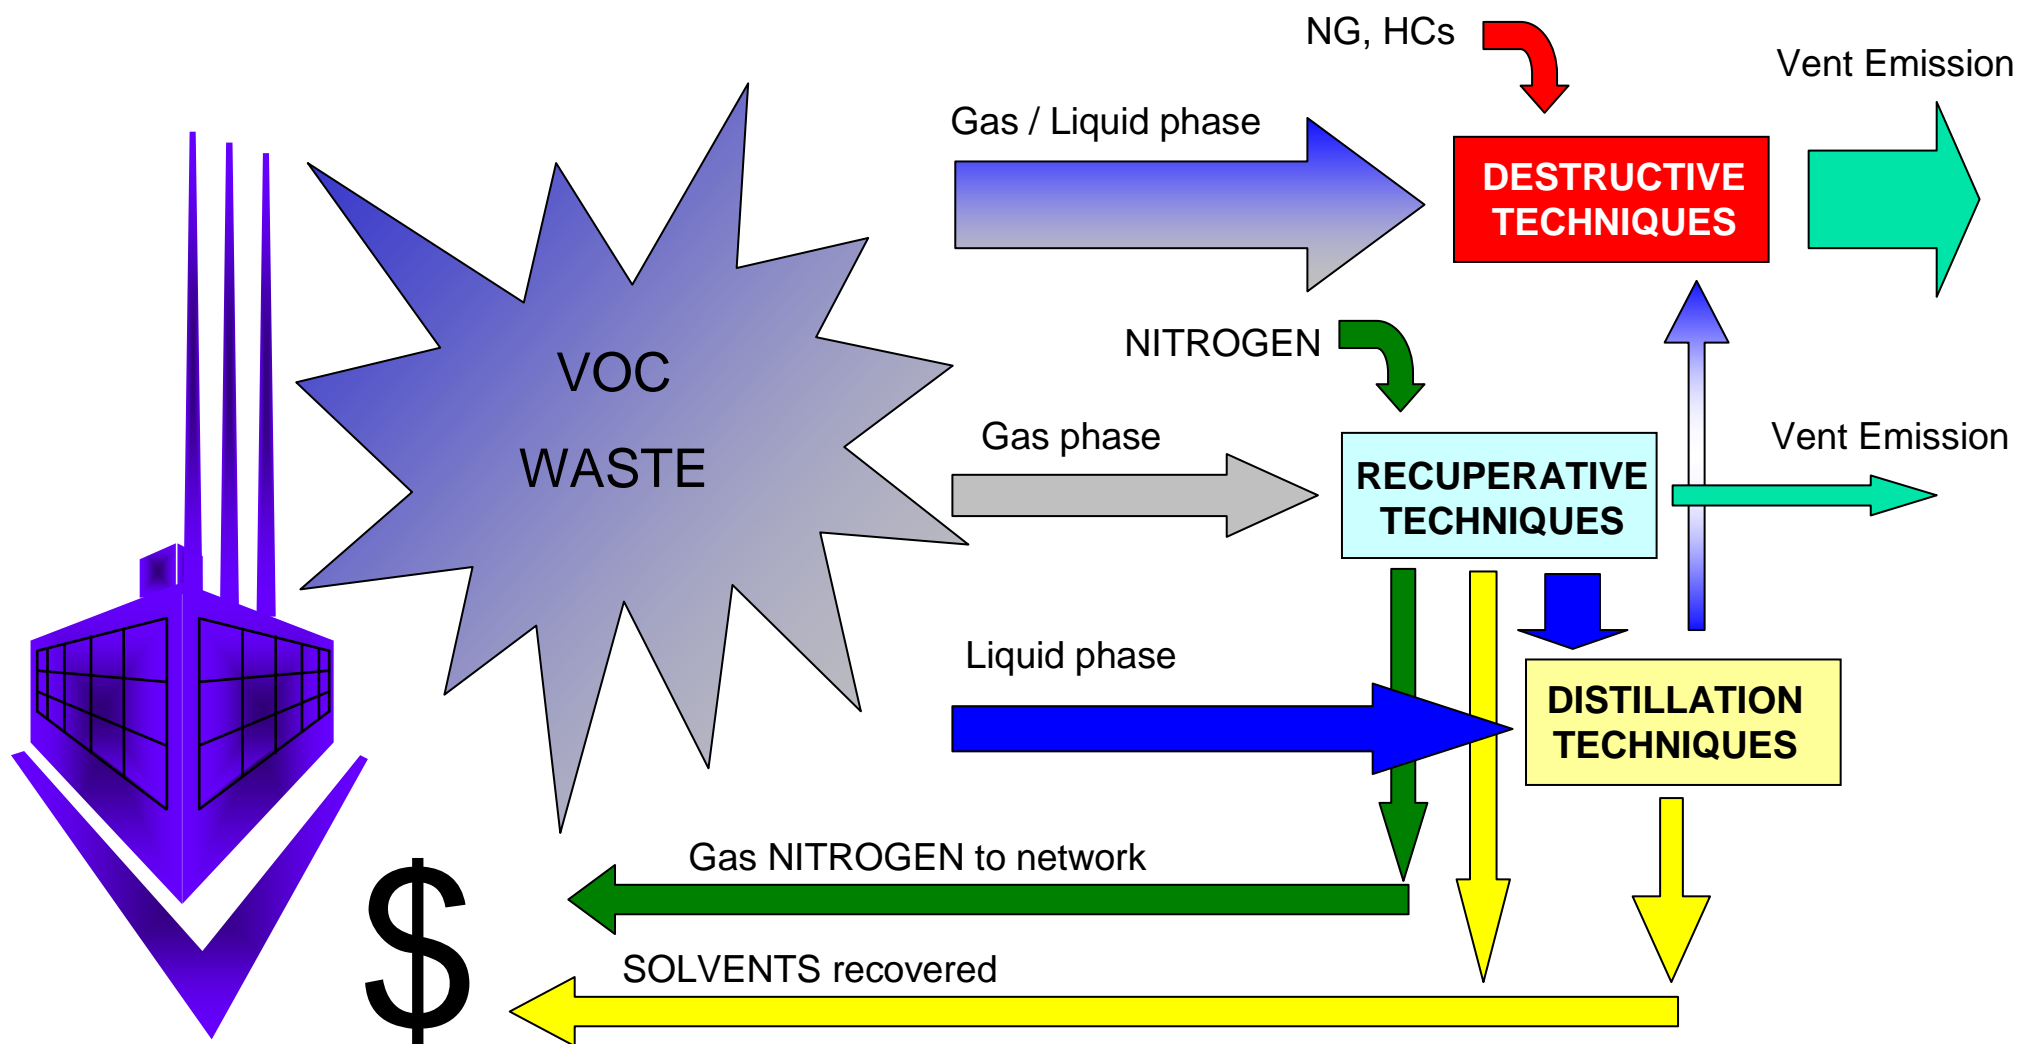 NG, HCs
Vent Emission
Gas / Liquid phase
DESTRUCTIVE
TECHNIQUES
NITROGEN
VOC
WASTE
Gas phase
RECUPERATIVE
TECHNIQUES
Vent Emission
Liquid phase
DISTILLATION
TECHNIQUES
Gas NITROGEN to network
SOLVENTS recovered
$